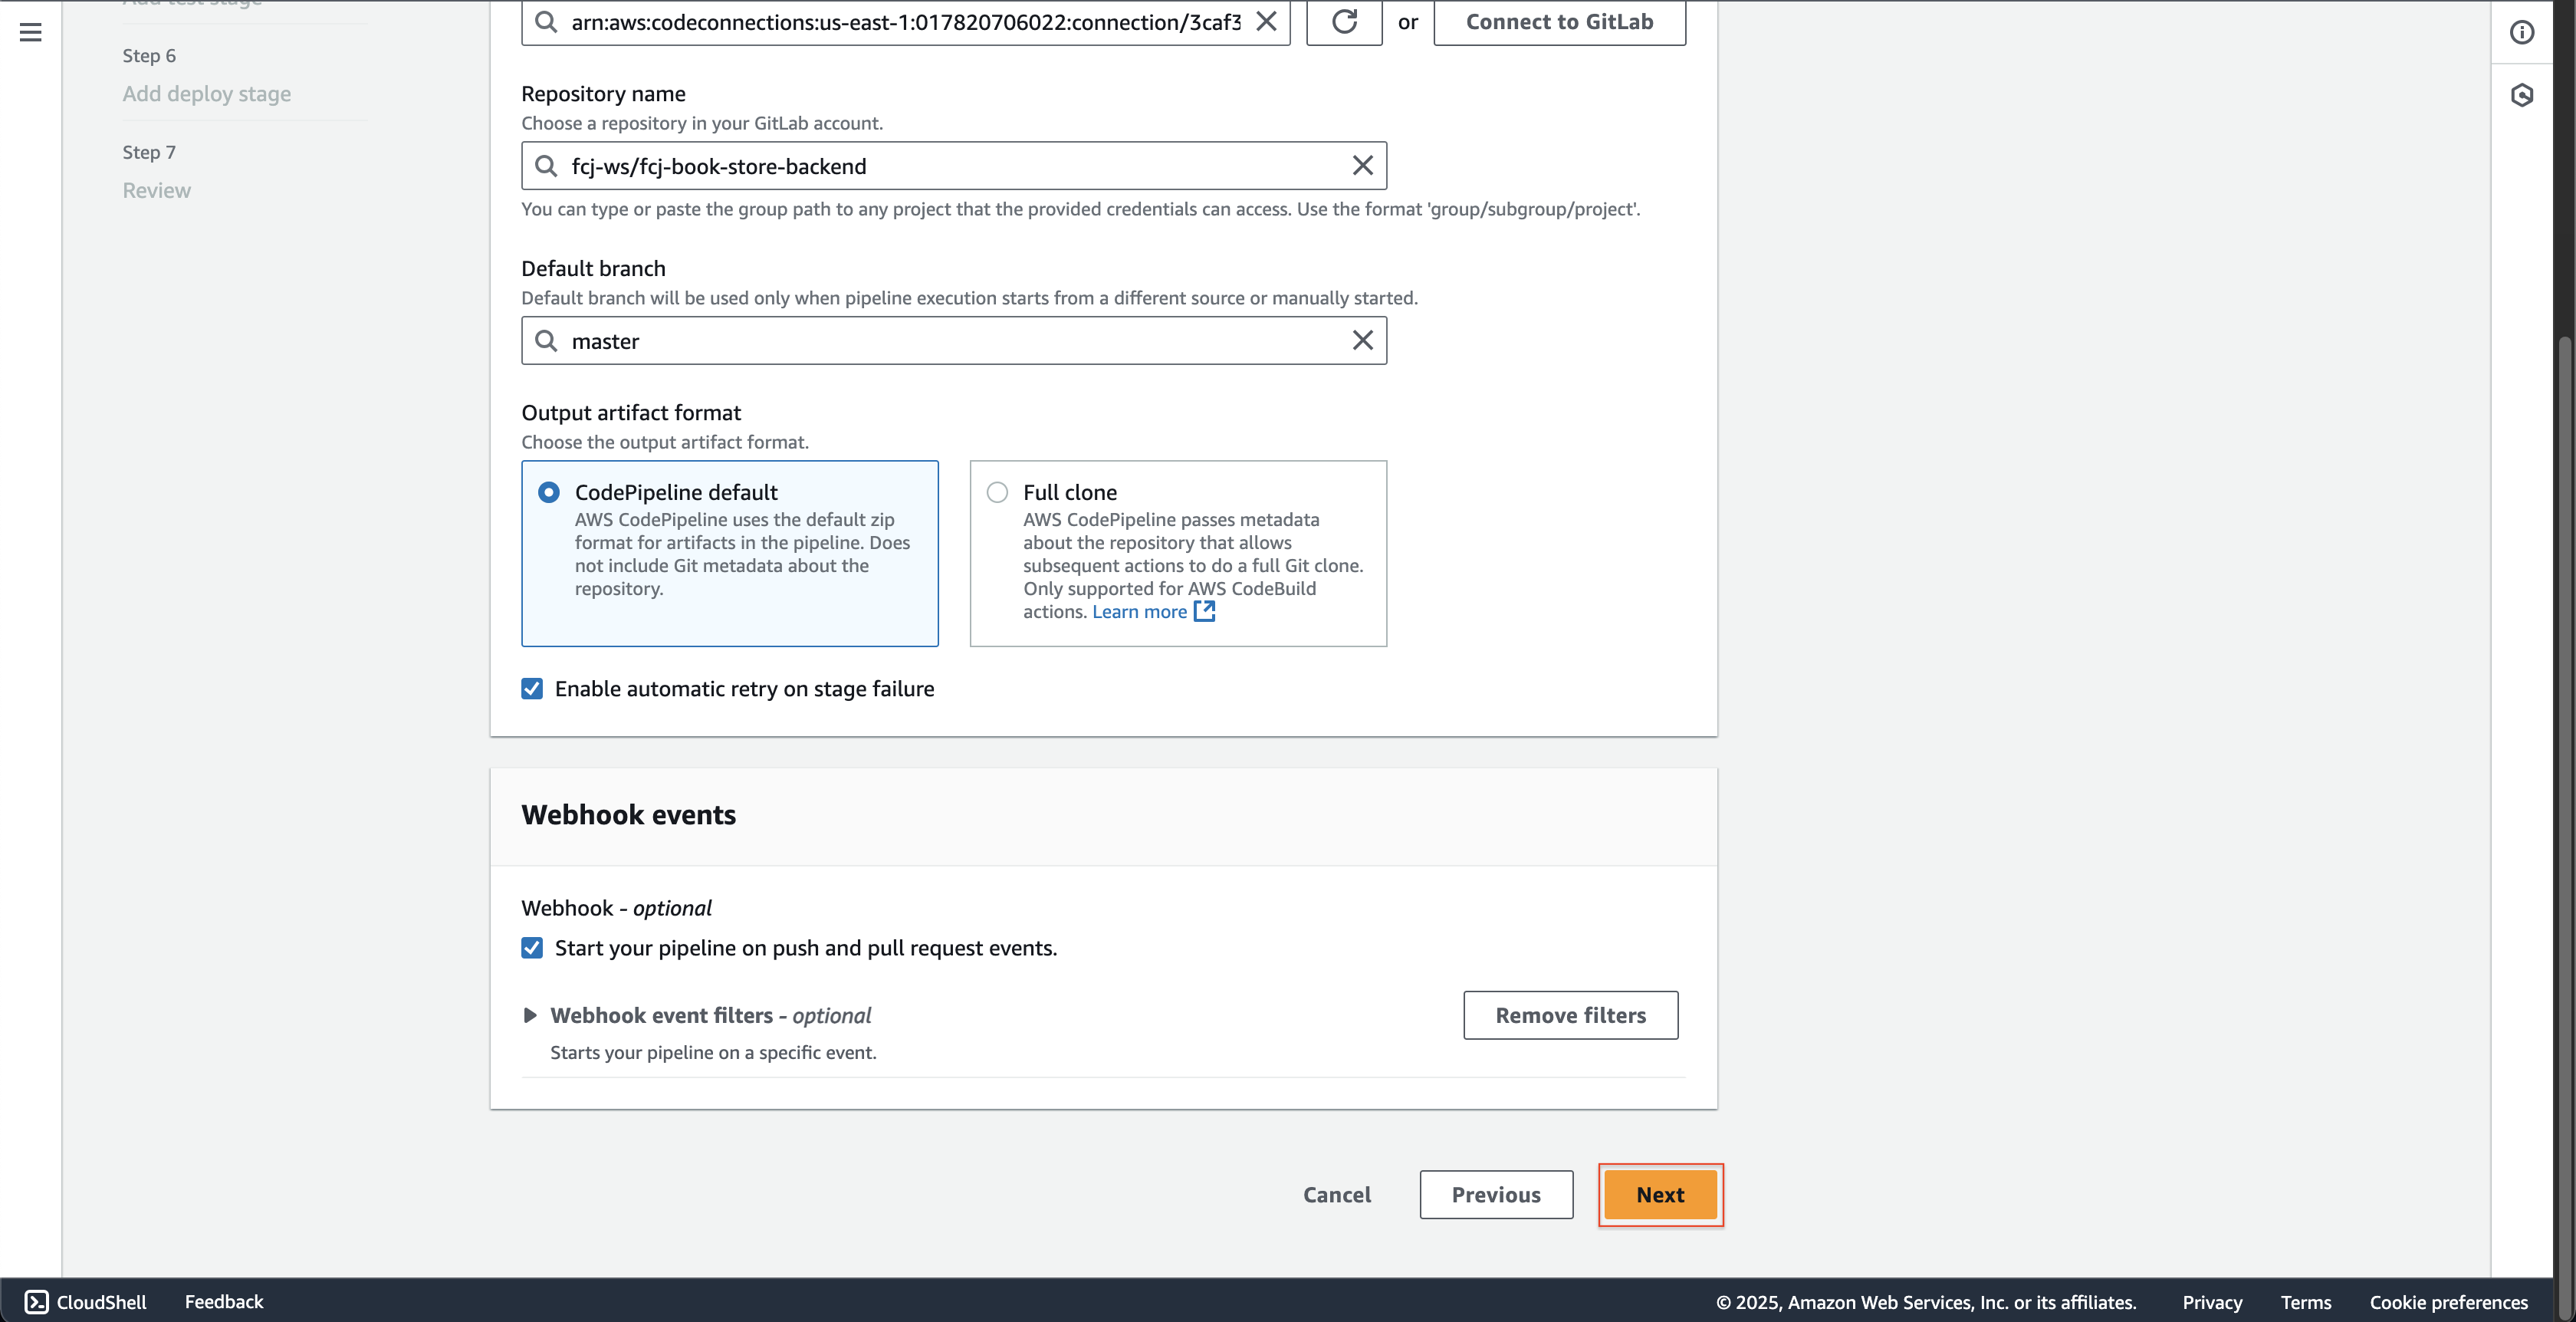 Add test stage
Step 6
Add deploy stage
Step 7
Review
arn:aws:codeconnections:us-east-1:017820706022:connection/3caf3
or
Connect to GitLab
Repository name
Choose a repository in your GitLab account.
fcj-ws/fcj-book-store-backend
You can type or paste the group path to any project that the provided credentials can access. Use the format 'group/subgroup/project'.
Default branch
Default branch will be used only when pipeline execution starts from a different source or manually started.
master
Output artifact format
Choose the output artifact format.
CodePipeline default
AWS CodePipeline uses the default zip
format for artifacts in the pipeline. Does
not include Git metadata about the
repository.
Full clone
AWS CodePipeline passes metadata
about the repository that allows
subsequent actions to do a full Git clone.
Only supported for AWS CodeBuild
actions. Learn more
Enable automatic retry on stage failure
Webhook events
Webhook - optional
Start your pipeline on push and pull request events.
Webhook event filters - optional
Remove filters
Starts your pipeline on a specific event.
Cancel
Previous
Next
CloudShell
Feedback
© 2025, Amazon Web Services, Inc. or its affiliates.
Privacy
Terms
Cookie preferences